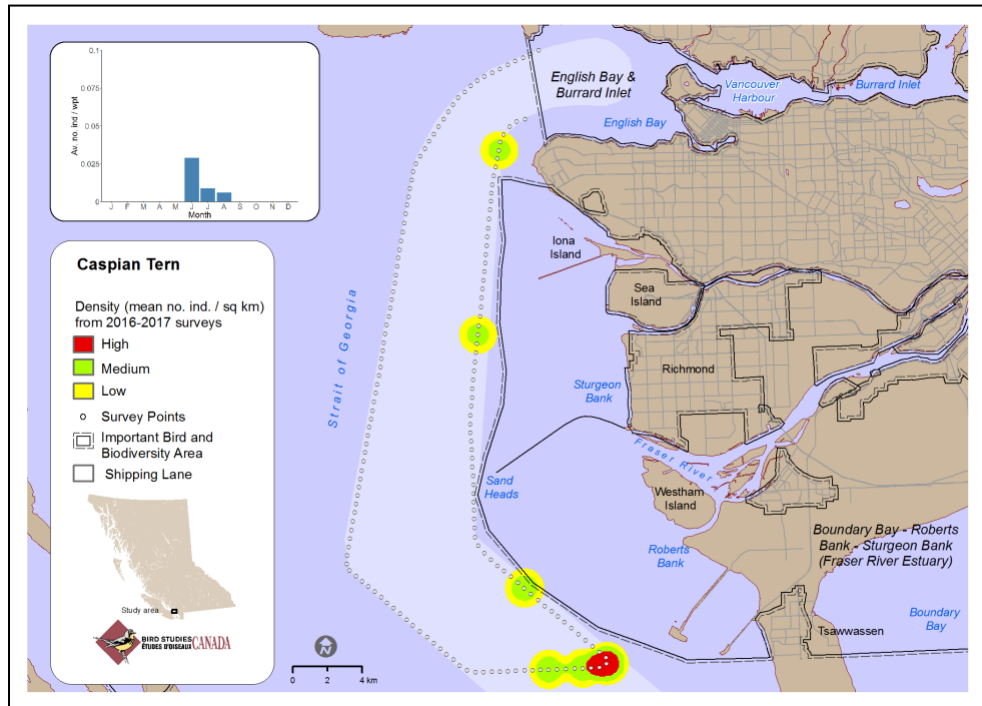 0.1
0.075
0.05
0.025
0
Av. no. ind / wpt
J F M A M J J A S O N D
Month
Caspian Tern
Density (mean no. ind. / sq km)
from 2016-2017 surveys
High
Medium
Low
Survey Points
Important Bird and
Biodiversity Area
Shipping Lane
Study area
BIRD STUDIES
ÉTUDES D'OISEAUX
CANADA
N
0 2 4 km
Strait of Georgia
English Bay &
Burrard Inlet
English Bay
Vancouver
Harbour
Burrard Inlet
Iona
Island
Sea
Island
Richmond
Sturgeon
Bank
Fraser River
Sand
Heads
Westham
Island
Roberts
Bank
Boundary Bay - Roberts
Bank - Sturgeon Bank
(Fraser River Estuary)
Boundary
Bay
Tsawwassen